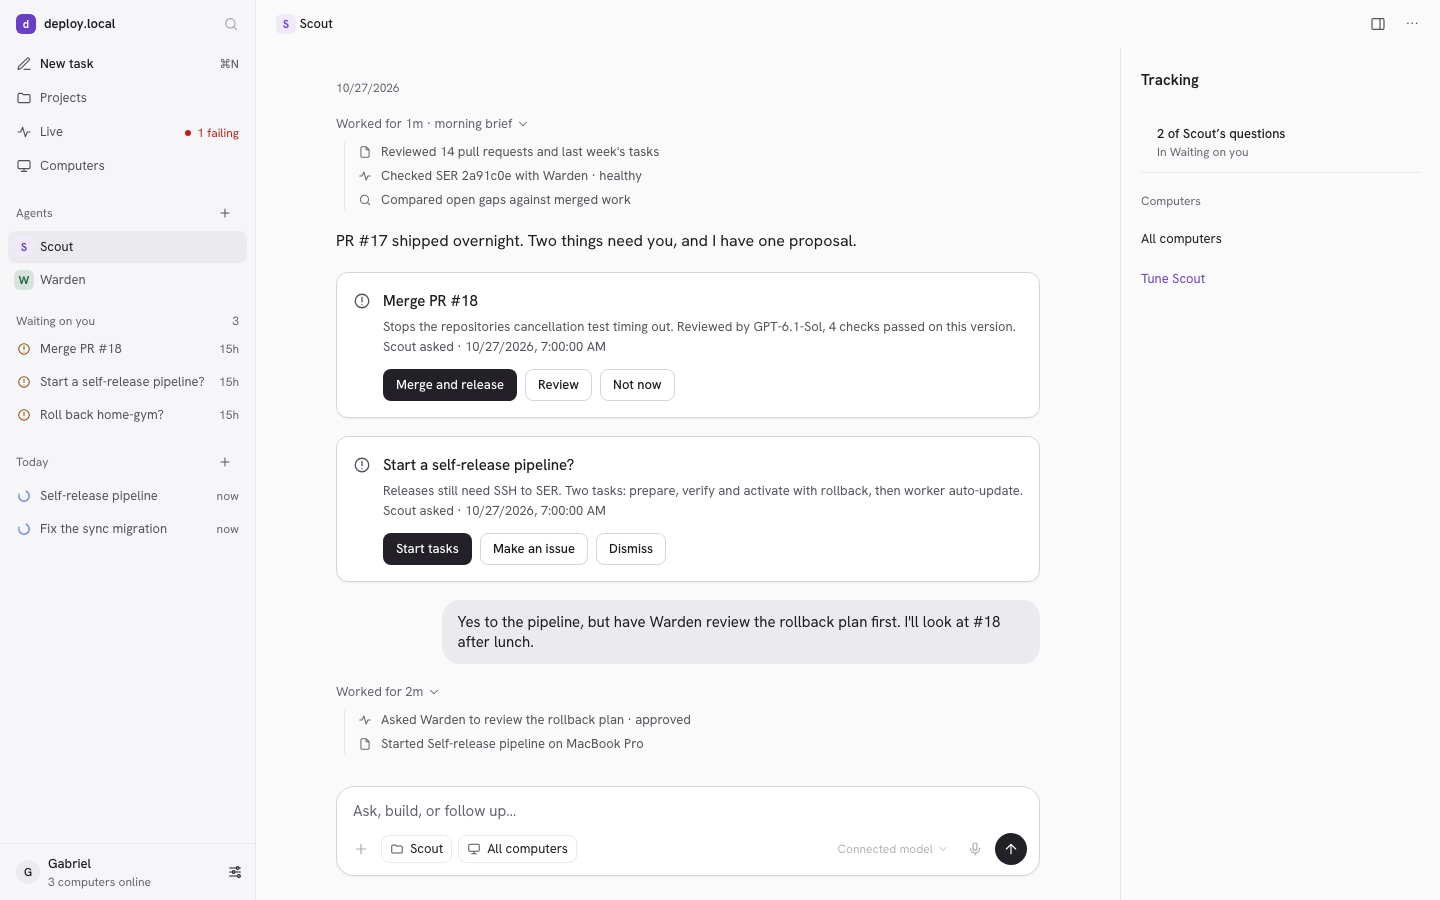 d deploy.local
New task ⌘N
Projects
Live 1 failing
Computers
Agents
S Scout
W Warden
Waiting on you 3
Merge PR #18 15h
Start a self-release pipeline? 15h
Roll back home-gym? 15h
Today
Self-release pipeline now
Fix the sync migration now
G Gabriel
3 computers online
S Scout
10/27/2026
Worked for 1m · morning brief
Reviewed 14 pull requests and last week's tasks
Checked SER 2a91c0e with Warden · healthy
Compared open gaps against merged work
PR #17 shipped overnight. Two things need you, and I have one proposal.
Merge PR #18
Stops the repositories cancellation test timing out. Reviewed by GPT-6.1-Sol, 4 checks passed on this version.
Scout asked · 10/27/2026, 7:00:00 AM
Merge and release Review Not now
Start a self-release pipeline?
Releases still need SSH to SER. Two tasks: prepare, verify and activate with rollback, then worker auto-update.
Scout asked · 10/27/2026, 7:00:00 AM
Start tasks Make an issue Dismiss
Yes to the pipeline, but have Warden review the rollback plan first. I'll look at #18
after lunch.
Worked for 2m
Asked Warden to review the rollback plan · approved
Started Self-release pipeline on MacBook Pro
Ask, build, or follow up...
Scout All computers Connected model
Tracking
2 of Scout's questions
In Waiting on you
Computers
All computers
Tune Scout